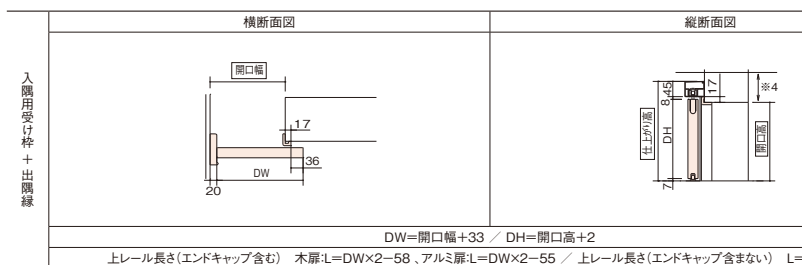 横断面図
縦断面図
入隅用受け枠＋出隅縁
開口幅
17
36
DW
20
45
8
17
※4
仕上がり高
DH
開口高
7
DW＝開口幅＋33 ／ DH＝開口高＋2
上レール長さ(エンドキャップ含む)　木扉:L＝DW×2－58 、アルミ扉:L＝DW×2－55 ／ 上レール長さ(エンドキャップ含まない)　L＝